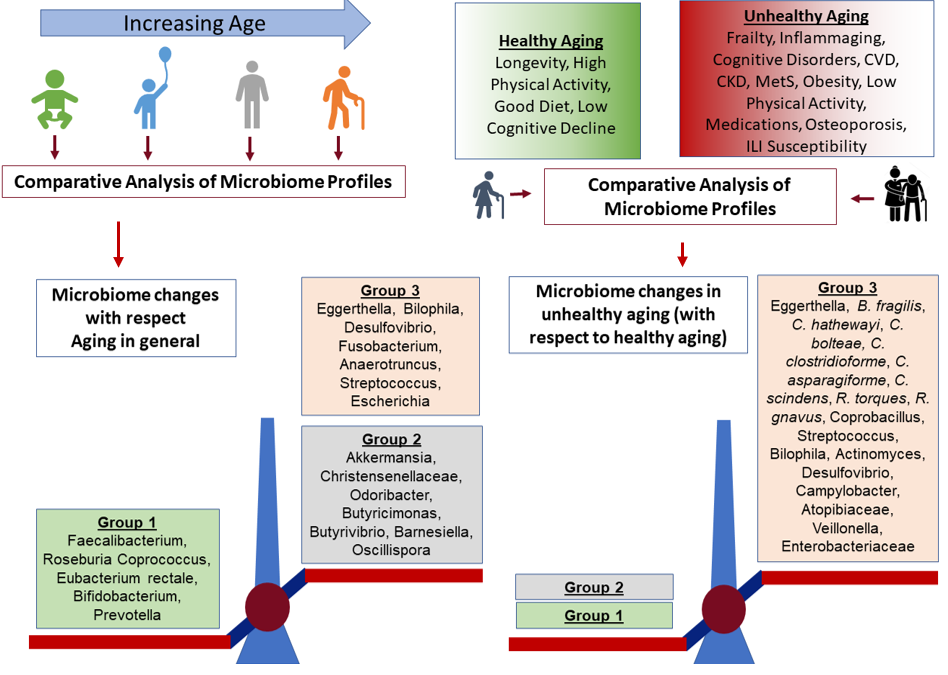 Increasing Age
Comparative Analysis of Microbiome Profiles
Microbiome changes
with respect
Aging in general
Group 3
Eggerthella, Bilophila,
Desulfovibrio,
Fusobacterium,
Anaerotruncus,
Streptococcus,
Escherichia
Group 2
Akkermansia,
Christensenellaceae,
Odoribacter,
Butyricimonas,
Butyrivibrio, Barnesiella,
Oscillispora
Group 1
Faecalibacterium,
Roseburia Coprococcus,
Eubacterium rectale,
Bifidobacterium,
Prevotella
Healthy Aging
Longevity, High
Physical Activity,
Good Diet, Low
Cognitive Decline
Unhealthy Aging
Frailty, Inflammaging,
Cognitive Disorders, CVD,
CKD, MetS, Obesity, Low
Physical Activity,
Medications, Osteoporosis,
ILI Susceptibility
Comparative Analysis of
Microbiome Profiles
Microbiome changes in
unhealthy aging (with
respect to healthy aging)
Group 3
Eggerthella, B. fragilis,
C. hathewayi, C.
bolteae, C.
clostridioforme, C.
asparagiforme, C.
scindens, R. torques, R.
gnavus, Coprobacillus,
Streptococcus,
Bilophila, Actinomyces,
Desulfovibrio,
Campylobacter,
Atopibiaceae,
Veillonella,
Enterobacteriaceae
Group 2
Group 1